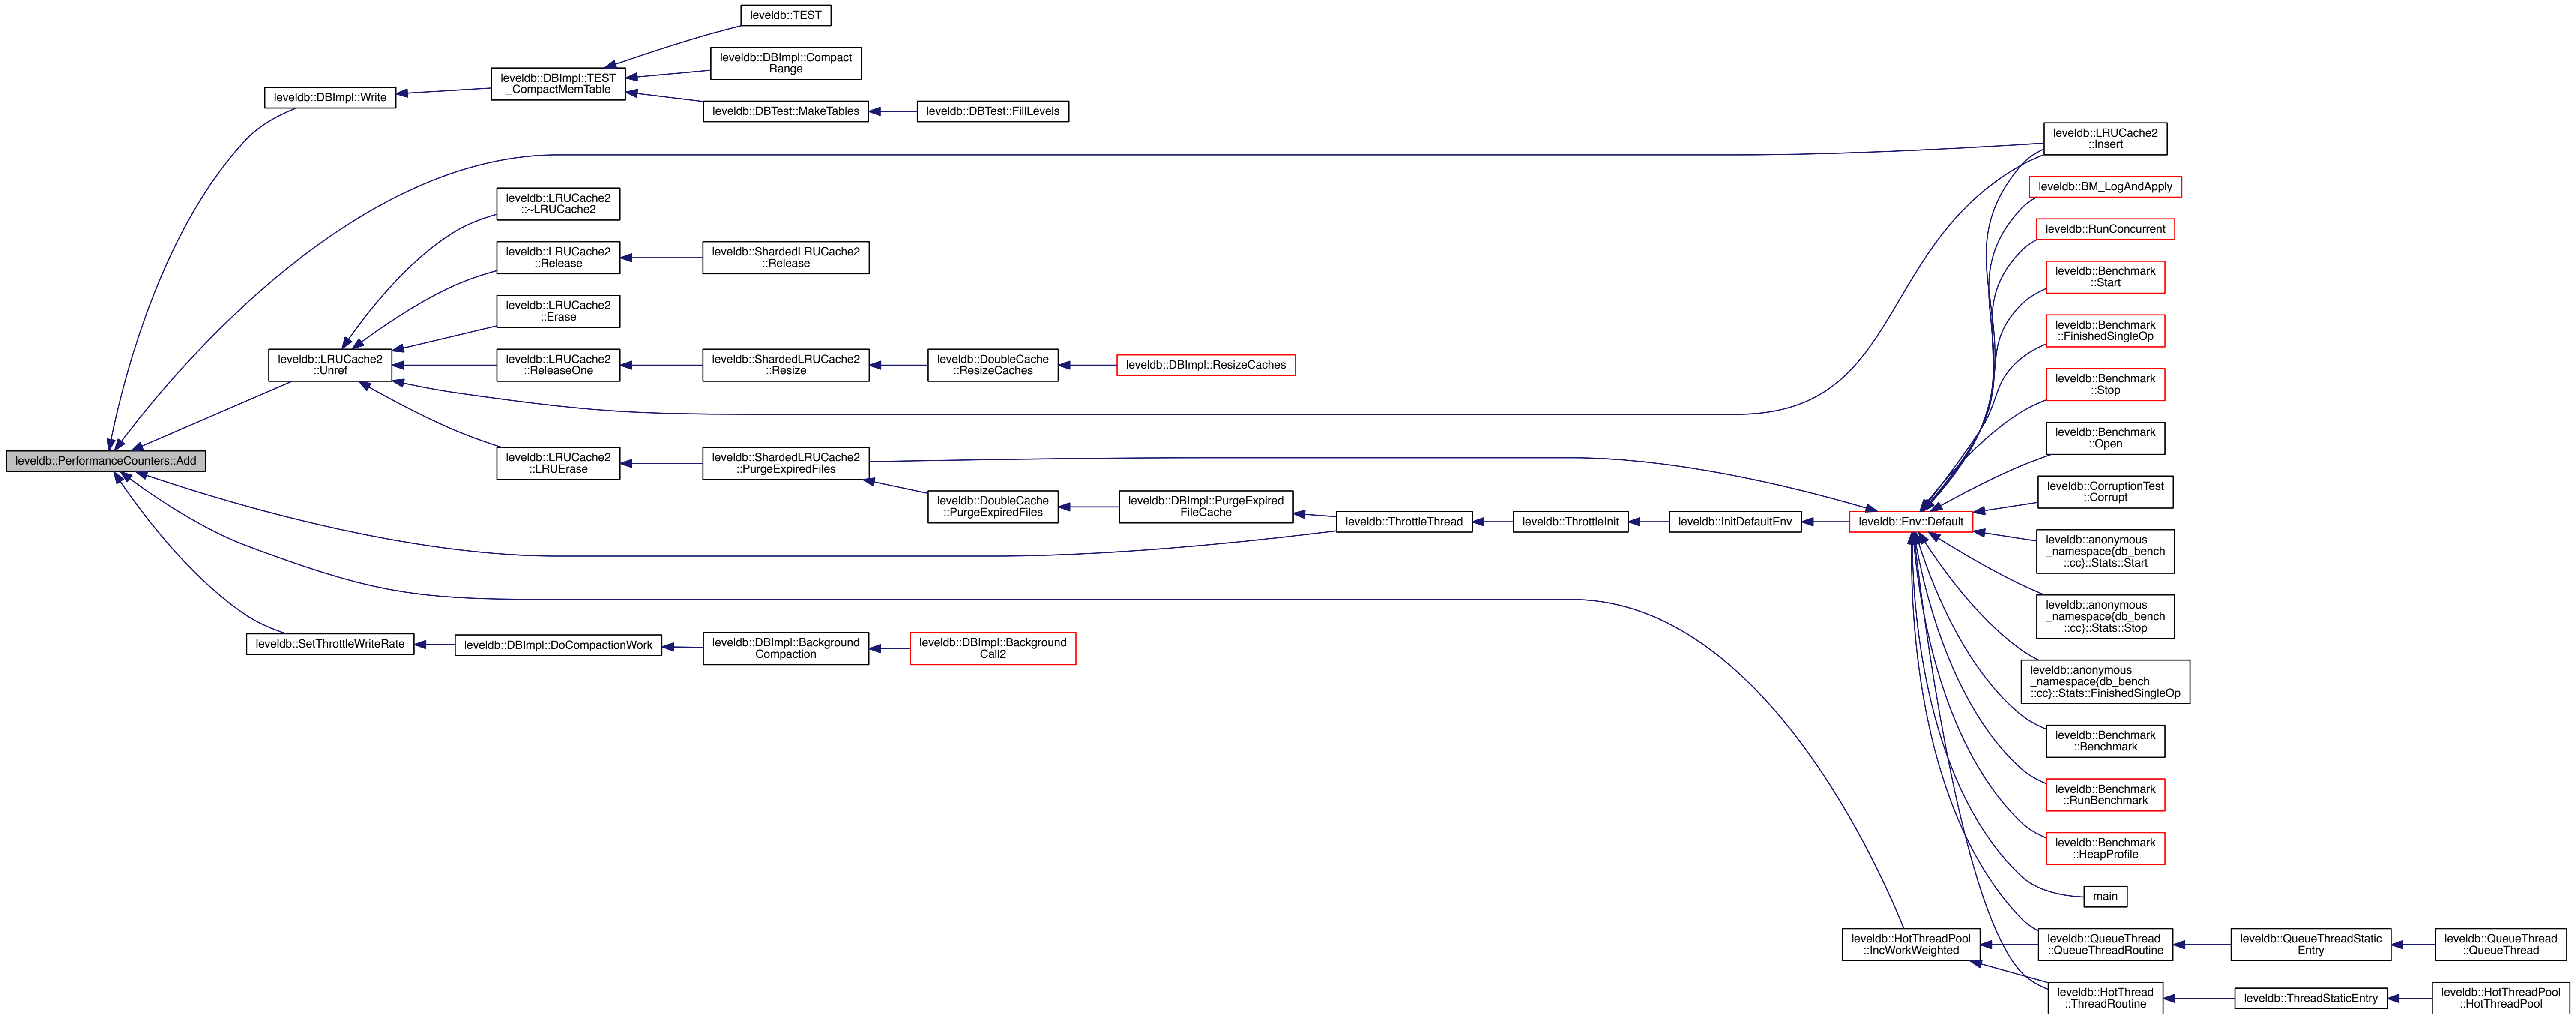 leveldb::TEST
leveldb::DBImpl::Compact
Range
leveldb::DBImpl::TEST
_CompactMemTable
leveldb::DBImpl::Write
leveldb::DBTest::MakeTables
leveldb::DBTest::FillLevels
leveldb::LRUCache2
::Insert
leveldb::BM_LogAndApply
leveldb::LRUCache2
::~LRUCache2
leveldb::RunConcurrent
leveldb::LRUCache2
::Release
leveldb::ShardedLRUCache2
::Release
leveldb::Benchmark
::Start
leveldb::LRUCache2
::Erase
leveldb::Benchmark
::FinishedSingleOp
leveldb::LRUCache2
::Unref
leveldb::LRUCache2
::ReleaseOne
leveldb::ShardedLRUCache2
::Resize
leveldb::DoubleCache
::ResizeCaches
leveldb::DBImpl::ResizeCaches
leveldb::Benchmark
::Stop
leveldb::Benchmark
::Open
leveldb::PerformanceCounters::Add
leveldb::LRUCache2
::LRUErase
leveldb::ShardedLRUCache2
::PurgeExpiredFiles
leveldb::CorruptionTest
::Corrupt
leveldb::DoubleCache
::PurgeExpiredFiles
leveldb::DBImpl::PurgeExpired
FileCache
leveldb::ThrottleThread
leveldb::ThrottleInit
leveldb::InitDefaultEnv
leveldb::Env::Default
leveldb::anonymous
_namespace{db_bench
::cc}::Stats::Start
leveldb::anonymous
_namespace{db_bench
::cc}::Stats::Stop
leveldb::SetThrottleWriteRate
leveldb::DBImpl::DoCompactionWork
leveldb::DBImpl::Background
Compaction
leveldb::DBImpl::Background
Call2
leveldb::anonymous
_namespace{db_bench
::cc}::Stats::FinishedSingleOp
leveldb::Benchmark
::Benchmark
leveldb::Benchmark
::RunBenchmark
leveldb::Benchmark
::HeapProfile
main
leveldb::HotThreadPool
::IncWorkWeighted
leveldb::QueueThread
::QueueThreadRoutine
leveldb::QueueThreadStatic
Entry
leveldb::QueueThread
::QueueThread
leveldb::HotThread
::ThreadRoutine
leveldb::ThreadStaticEntry
leveldb::HotThreadPool
::HotThreadPool